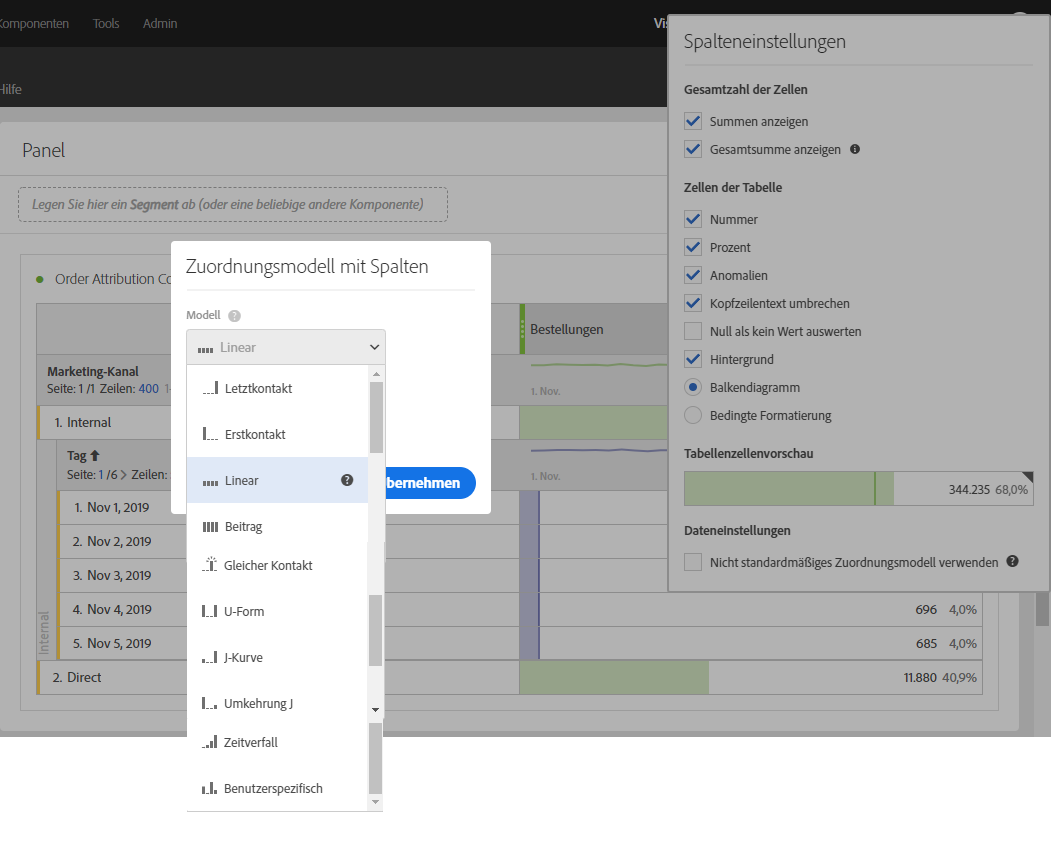 Komponenten Tools Admin
Hilfe
Panel
Legen Sie hier ein Segment ab (oder eine beliebige andere Komponente)
Order Attribution
Bestellungen
Marketing-Kanal
Seite: 1 /1 Zeilen: 400
1. Nov.
1. Internal
Tag
Seite: 1 /6 > Zeilen:
1. Nov.
1. Nov 1, 2019
2. Nov 2, 2019
3. Nov 3, 2019
4. Nov 4, 2019
696 4,0%
5. Nov 5, 2019
685 4,0%
Internal
2. Direct
11.880 40,9%
Zuordnungsmodell mit Spalten
Modell ?
Linear
Letztkontakt
Erstkontakt
Linear ?
Beitrag
Gleicher Kontakt
U-Form
J-Kurve
Umkehrung J
Zeitverfall
Benutzerspezifisch
bernehmen
Spalteneinstellungen
Gesamtzahl der Zellen
Summen anzeigen
Gesamtsumme anzeigen
Zellen der Tabelle
Nummer
Prozent
Anomalien
Kopfzeilentext umbrechen
Null als kein Wert auswerten
Hintergrund
Balkendiagramm
Bedingte Formatierung
Tabellenzellenvorschau
344.235 68,0%
Dateneinstellungen
Nicht standardmäßiges Zuordnungsmodell verwenden ?